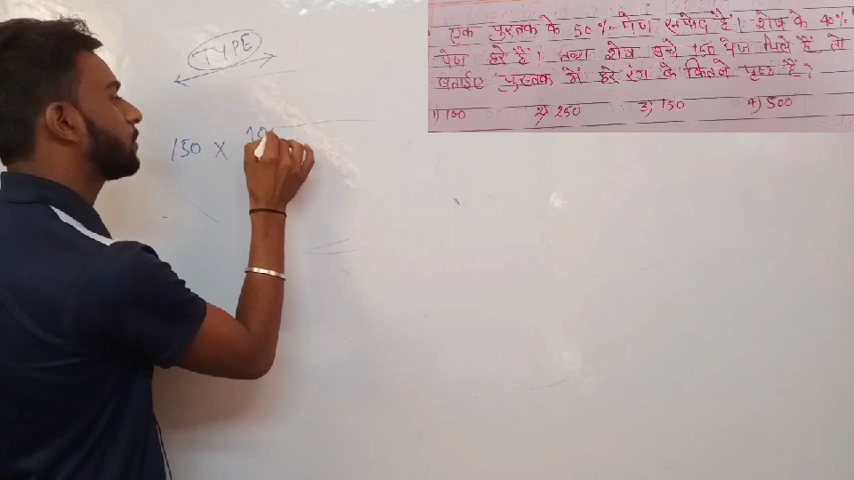 TYPE
150 × 10
एक पुस्तक के 50% पेज सफेद हैं। शेष के 40%
पेज हरे हैं। तथा शेष बचे 150 पेज पिले हैं तो
बताईए पुस्तक में हरे रंग के कितने पृष्ठ हैं?
1) 100 2) 250 3) 150 4) 500